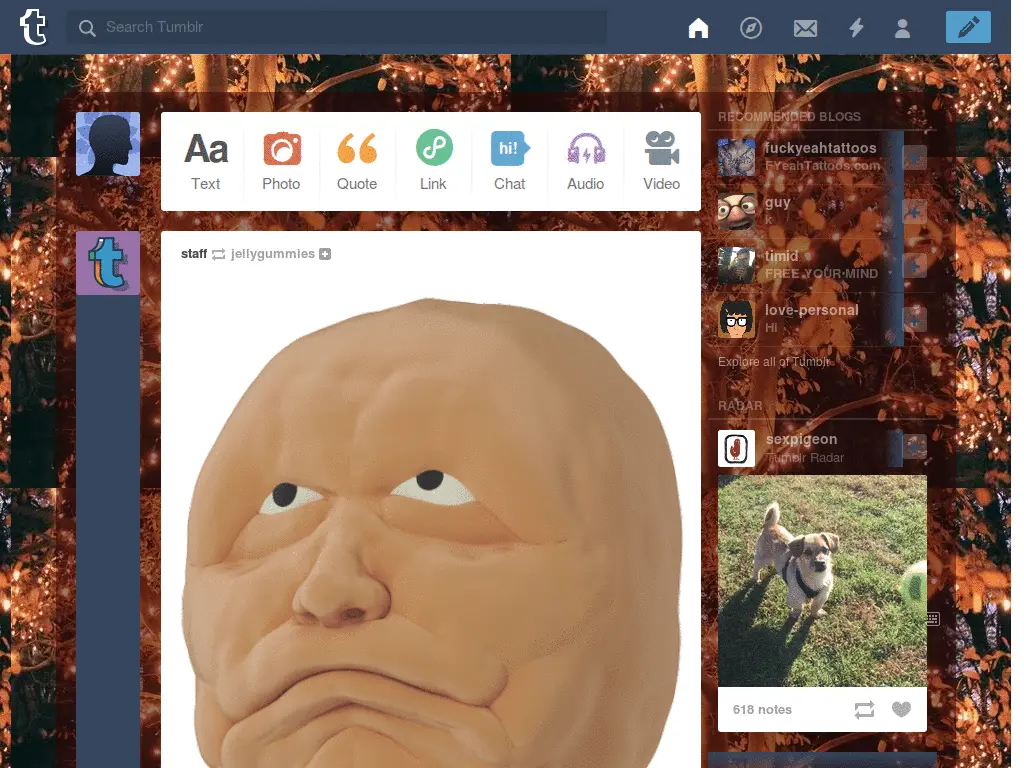 t
Search Tumblr
Aa
hi!
Text
Photo
Quote
Link
Chat
Audio
Video
t
staff jellygummies
RECOMMENDED BLOGS
fuckyeahtattoos
FYeahTattoos.com
guy
x
timid
FREE YOUR MIND
love-personal
Hi
Explore all of Tumblr
RADAR
sexpigeon
Tumblr Radar
618 notes